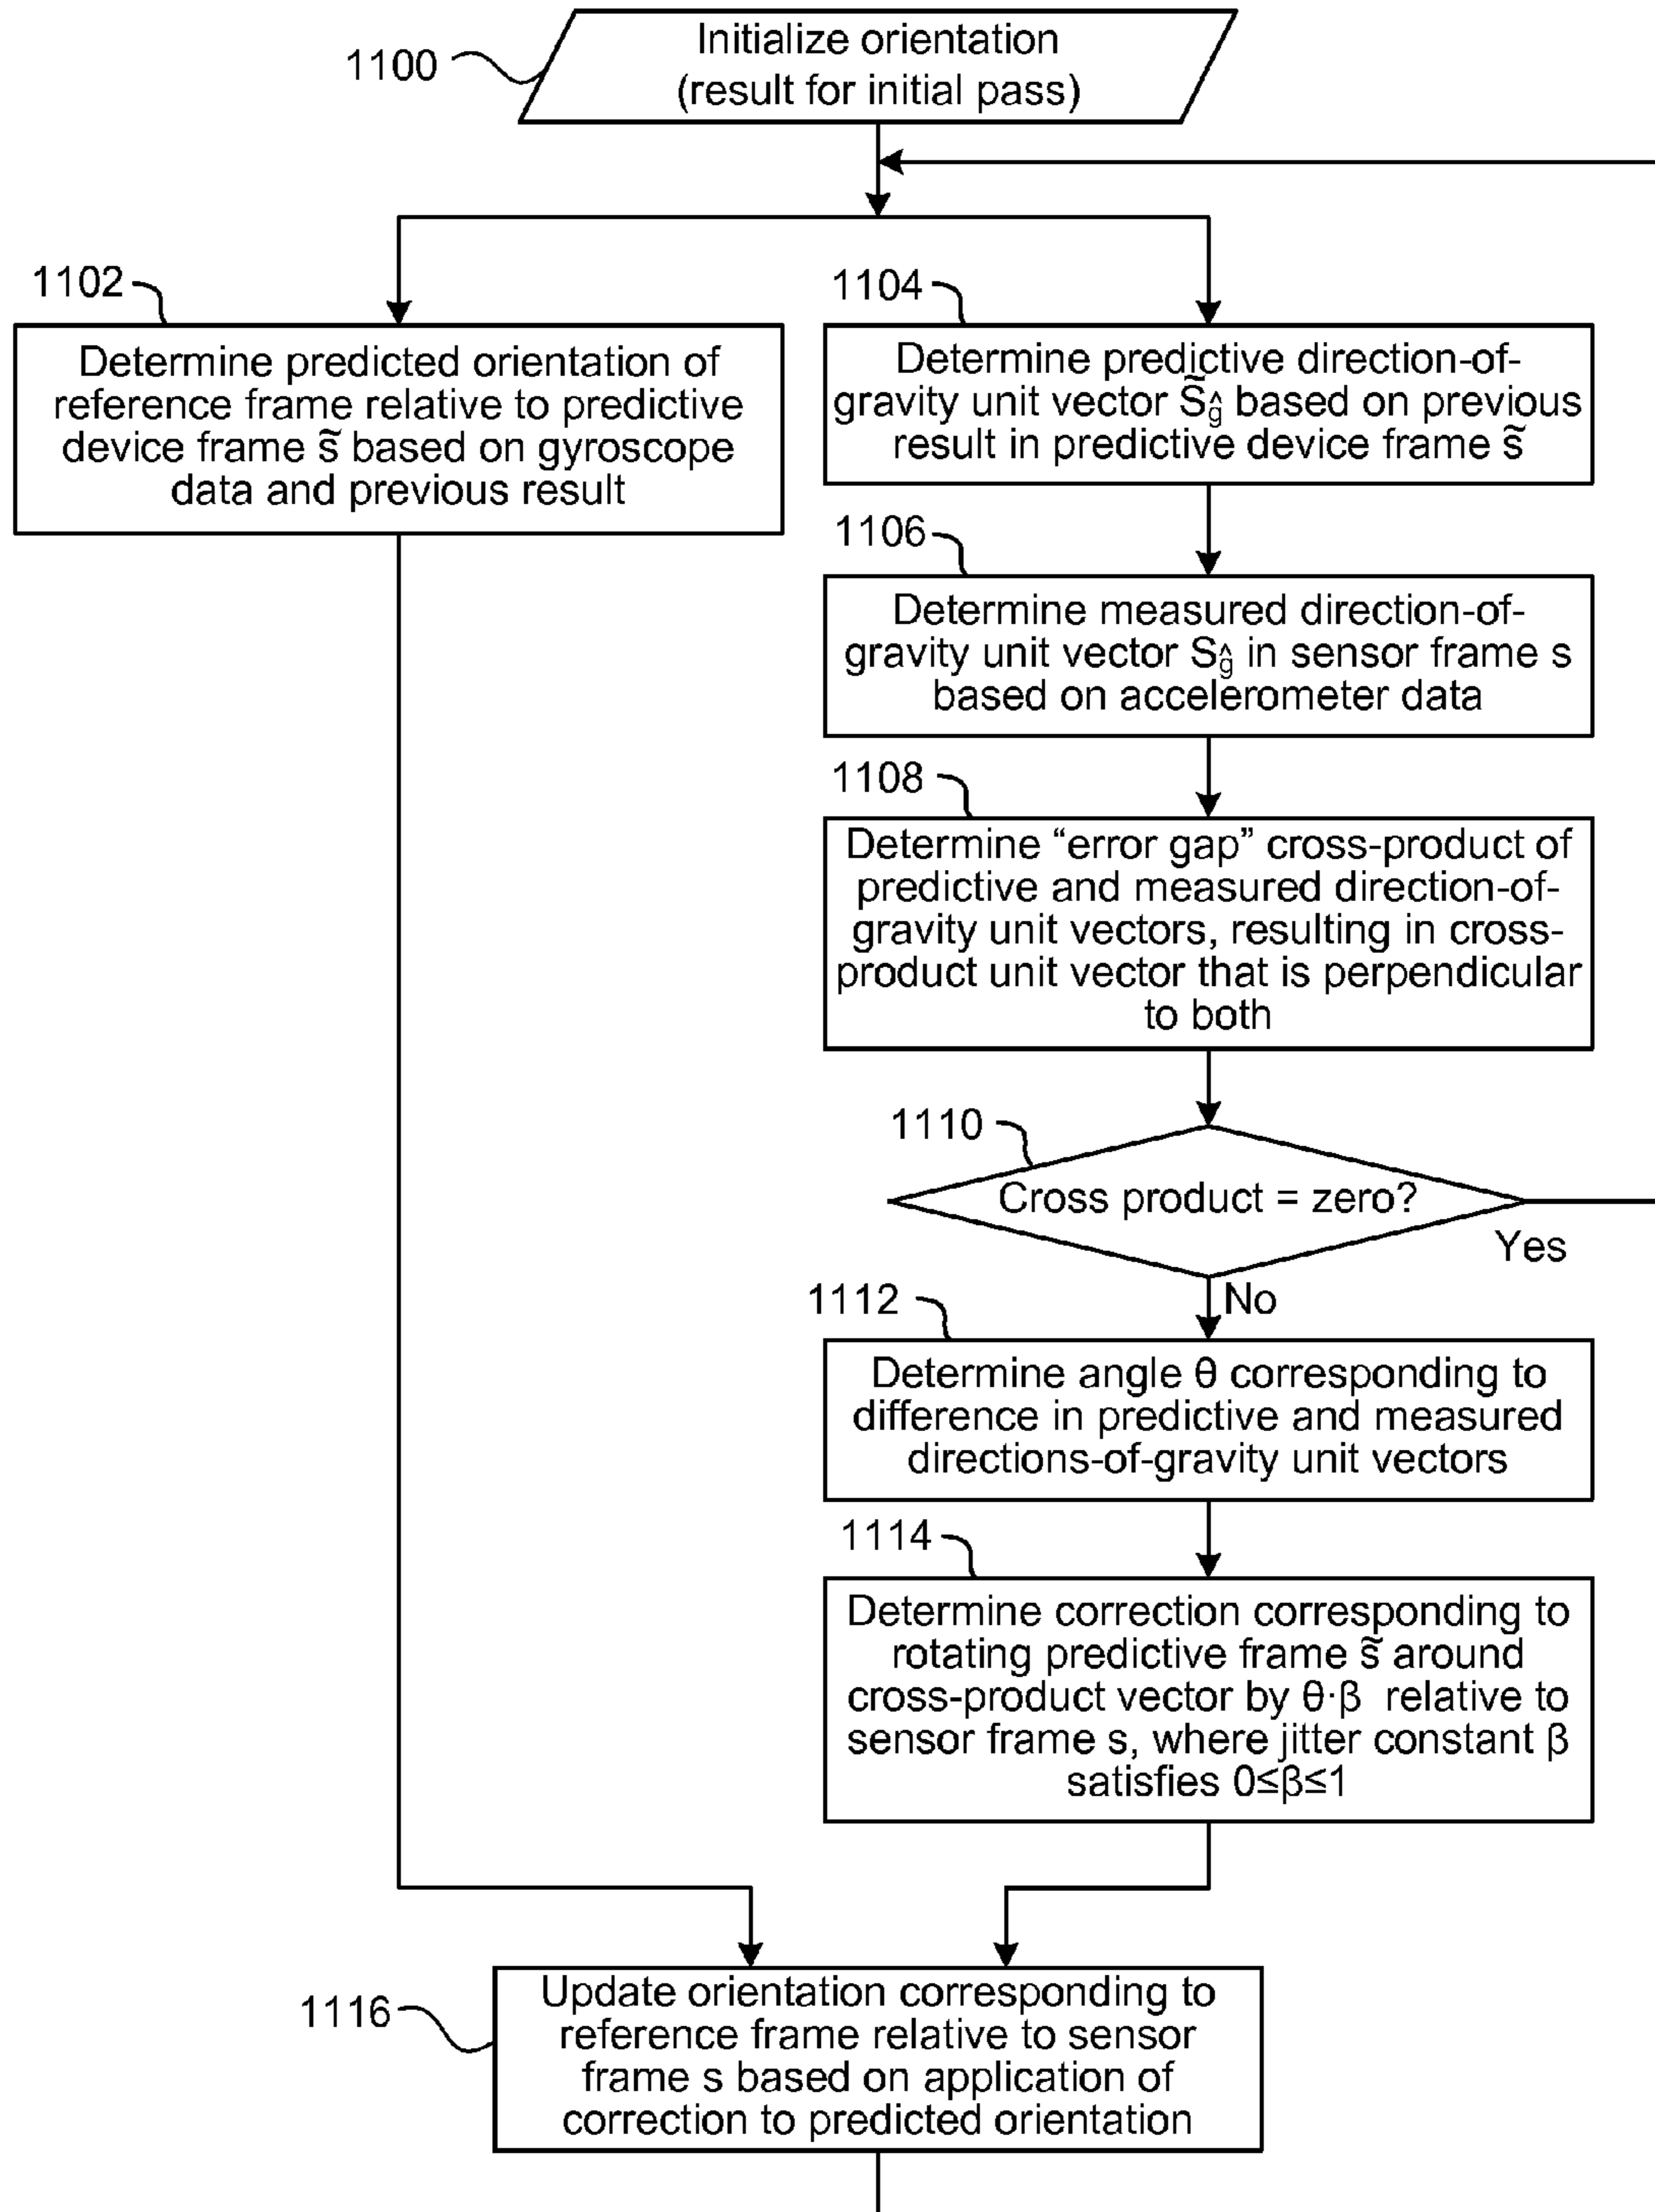 1100
Initialize orientation
(result for initial pass)
1102
Determine predicted orientation of
reference frame relative to predictive
device frame s̃ based on gyroscope
data and previous result
1104
Determine predictive direction-of-
gravity unit vector S̃ĝ based on previous
result in predictive device frame s̃
1106
Determine measured direction-of-
gravity unit vector Sĝ in sensor frame s
based on accelerometer data
1108
Determine “error gap” cross-product of
predictive and measured direction-of-
gravity unit vectors, resulting in cross-
product unit vector that is perpendicular
to both
1110
Cross product = zero?
Yes
No
1112
Determine angle θ corresponding to
difference in predictive and measured
directions-of-gravity unit vectors
1114
Determine correction corresponding to
rotating predictive frame s̃ around
cross-product vector by θ·β relative to
sensor frame s, where jitter constant β
satisfies 0≤β≤1
1116
Update orientation corresponding to
reference frame relative to sensor
frame s based on application of
correction to predicted orientation